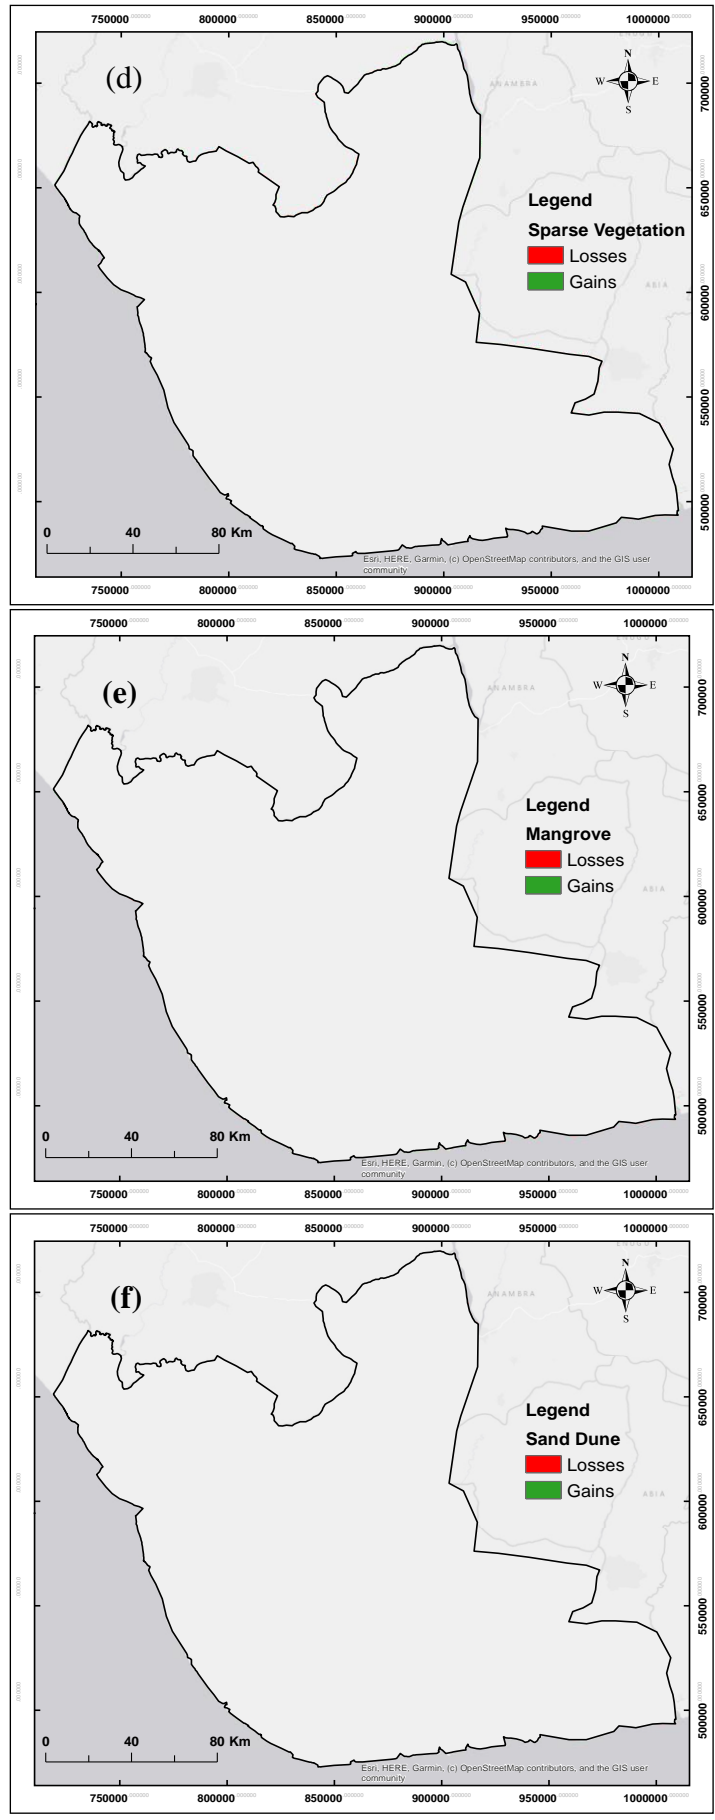 750000 800000 850000 900000 950000 1000000
(d)
N
W E
S
ANAMBRA
700000
650000
600000
550000
500000
Legend
Sparse Vegetation
Losses
Gains
ABIA
0 40 80 Km
Esri, HERE, Garmin, (c) OpenStreetMap contributors, and the GIS user
community
750000 800000 850000 900000 950000 1000000
750000 800000 850000 900000 950000 1000000
(e)
N
W E
S
ANAMBRA
700000
650000
600000
550000
500000
Legend
Mangrove
Losses
Gains
ABIA
0 40 80 Km
Esri, HERE, Garmin, (c) OpenStreetMap contributors, and the GIS user
community
750000 800000 850000 900000 950000 1000000
750000 800000 850000 900000 950000 1000000
(f)
N
W E
S
ANAMBRA
700000
650000
600000
550000
500000
Legend
Sand Dune
Losses
Gains
ABIA
0 40 80 Km
Esri, HERE, Garmin, (c) OpenStreetMap contributors, and the GIS user
community
750000 800000 850000 900000 950000 1000000